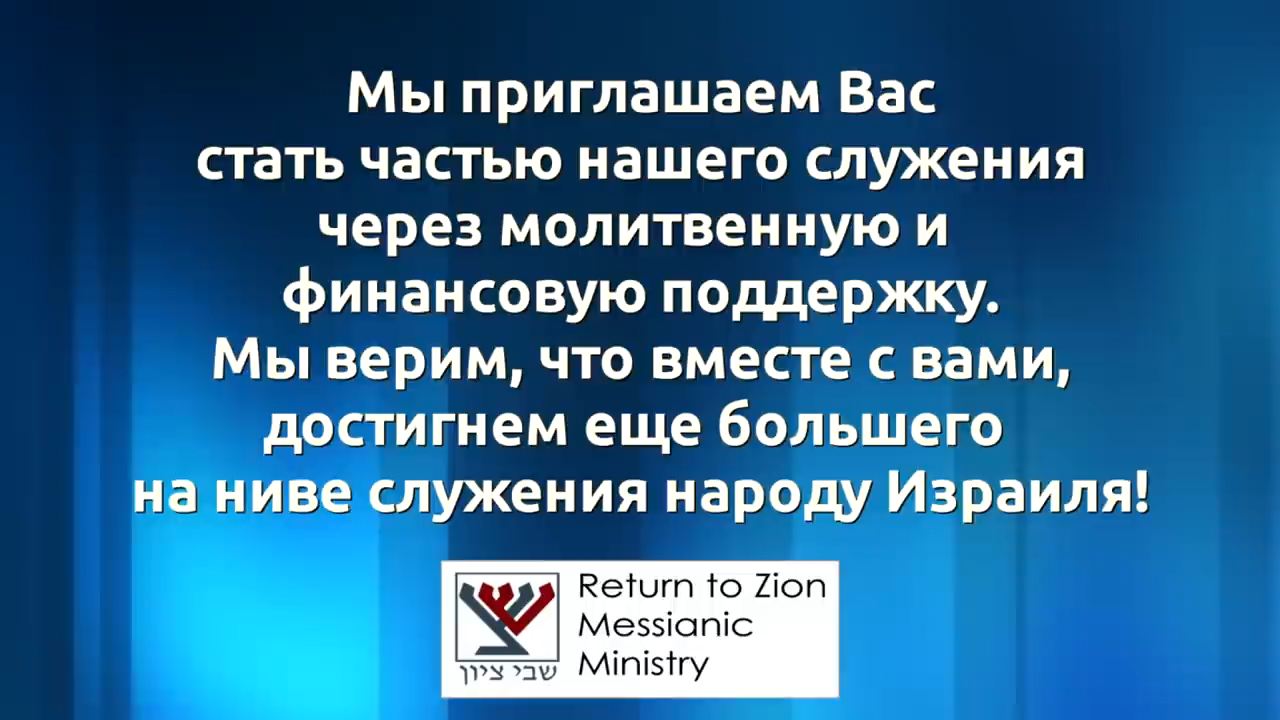 Мы приглашаем Вас
стать частью нашего служения
через молитвенную и
финансовую поддержку.
Мы верим, что вместе с вами,
достигнем еще большего
на ниве служения народу Израиля!
Return to Zion
Messianic
Ministry
שבי ציון